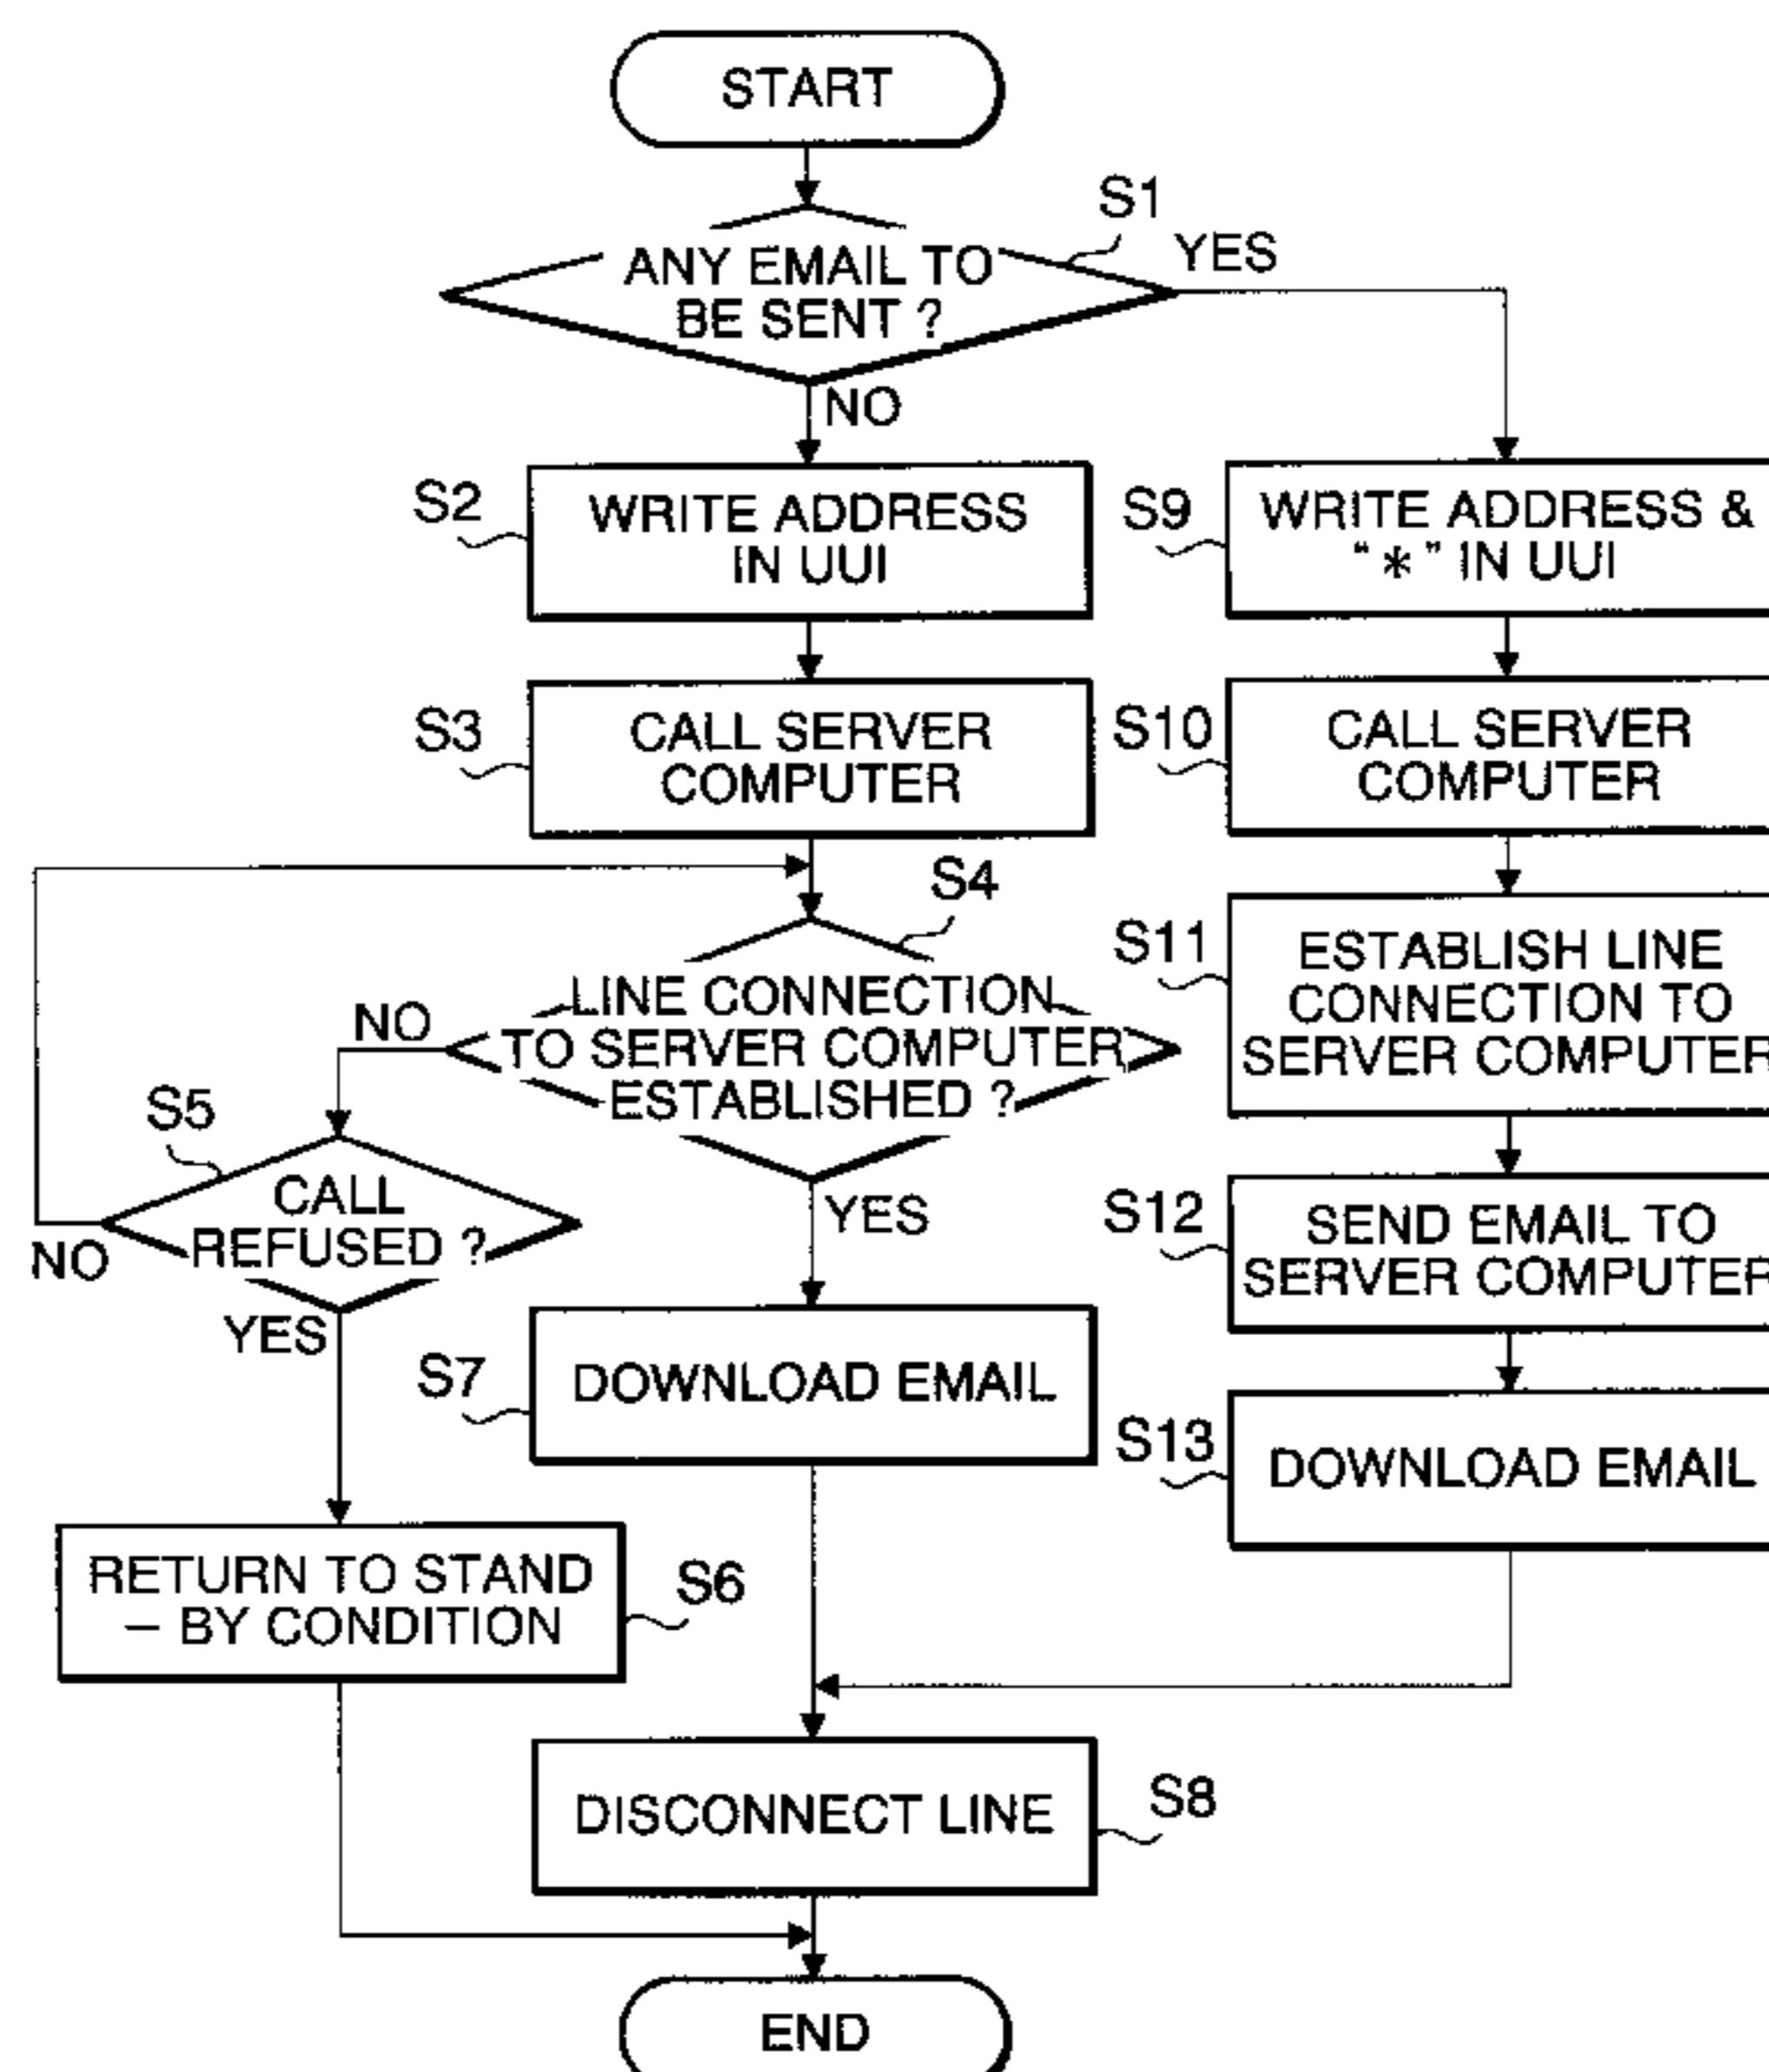 START
S1
YES
ANY EMAIL TO
BE SENT ?
NO
S2
WRITE ADDRESS
IN UUI
S9
WRITE ADDRESS &
“ * ” IN UUI
S3
CALL SERVER
COMPUTER
S10
CALL SERVER
COMPUTER
S4
LINE CONNECTION
TO SERVER COMPUTER
ESTABLISHED ?
NO
YES
S11
ESTABLISH LINE
CONNECTION TO
SERVER COMPUTER
S5
CALL
REFUSED ?
NO
YES
S12
SEND EMAIL TO
SERVER COMPUTER
S7
DOWNLOAD EMAIL
S13
DOWNLOAD EMAIL
RETURN TO STAND
– BY CONDITION
S6
DISCONNECT LINE
S8
END